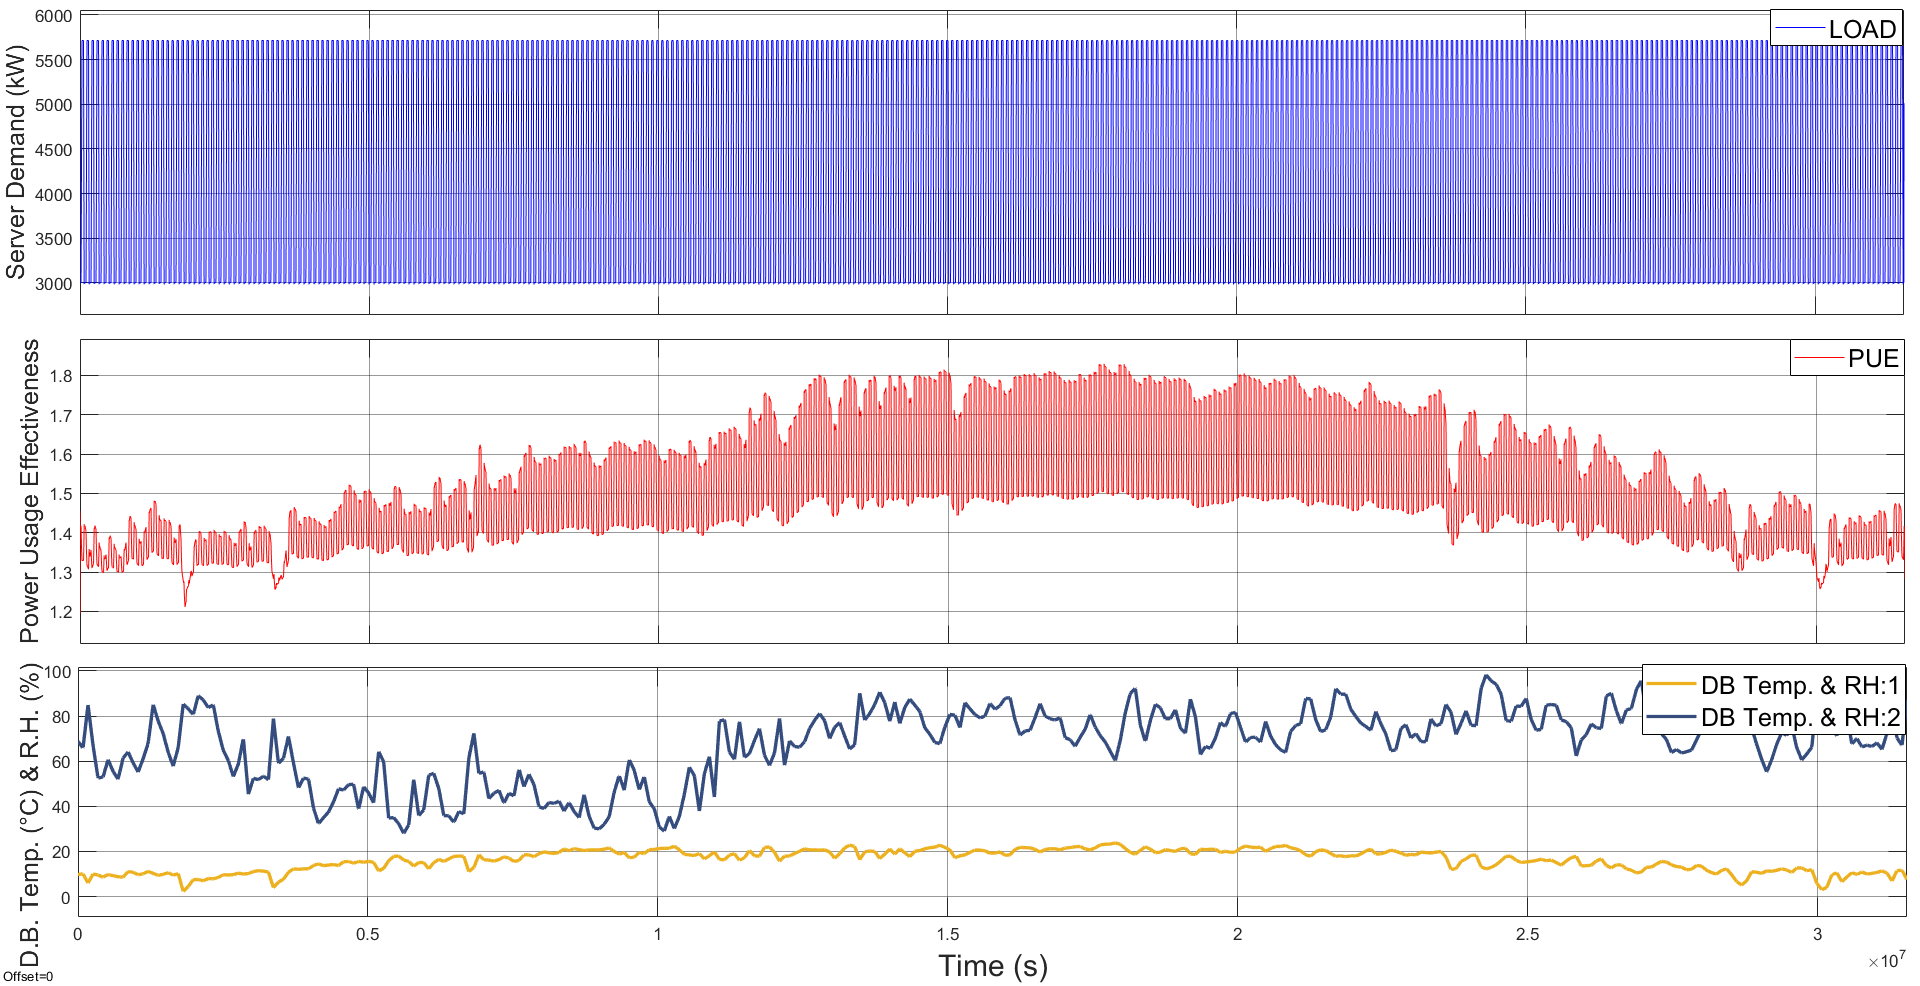 Server Demand (kW)
6000
5500
5000
4500
4000
3500
3000
LOAD
Power Usage Effectiveness
1.8
1.7
1.6
1.5
1.4
1.3
1.2
PUE
D.B. Temp. (°C) & R.H. (%)
100
80
60
40
20
0
DB Temp. & RH:1
DB Temp. & RH:2
0 0.5 1 1.5 2 2.5 3
×10⁷
Time (s)
Offset=0